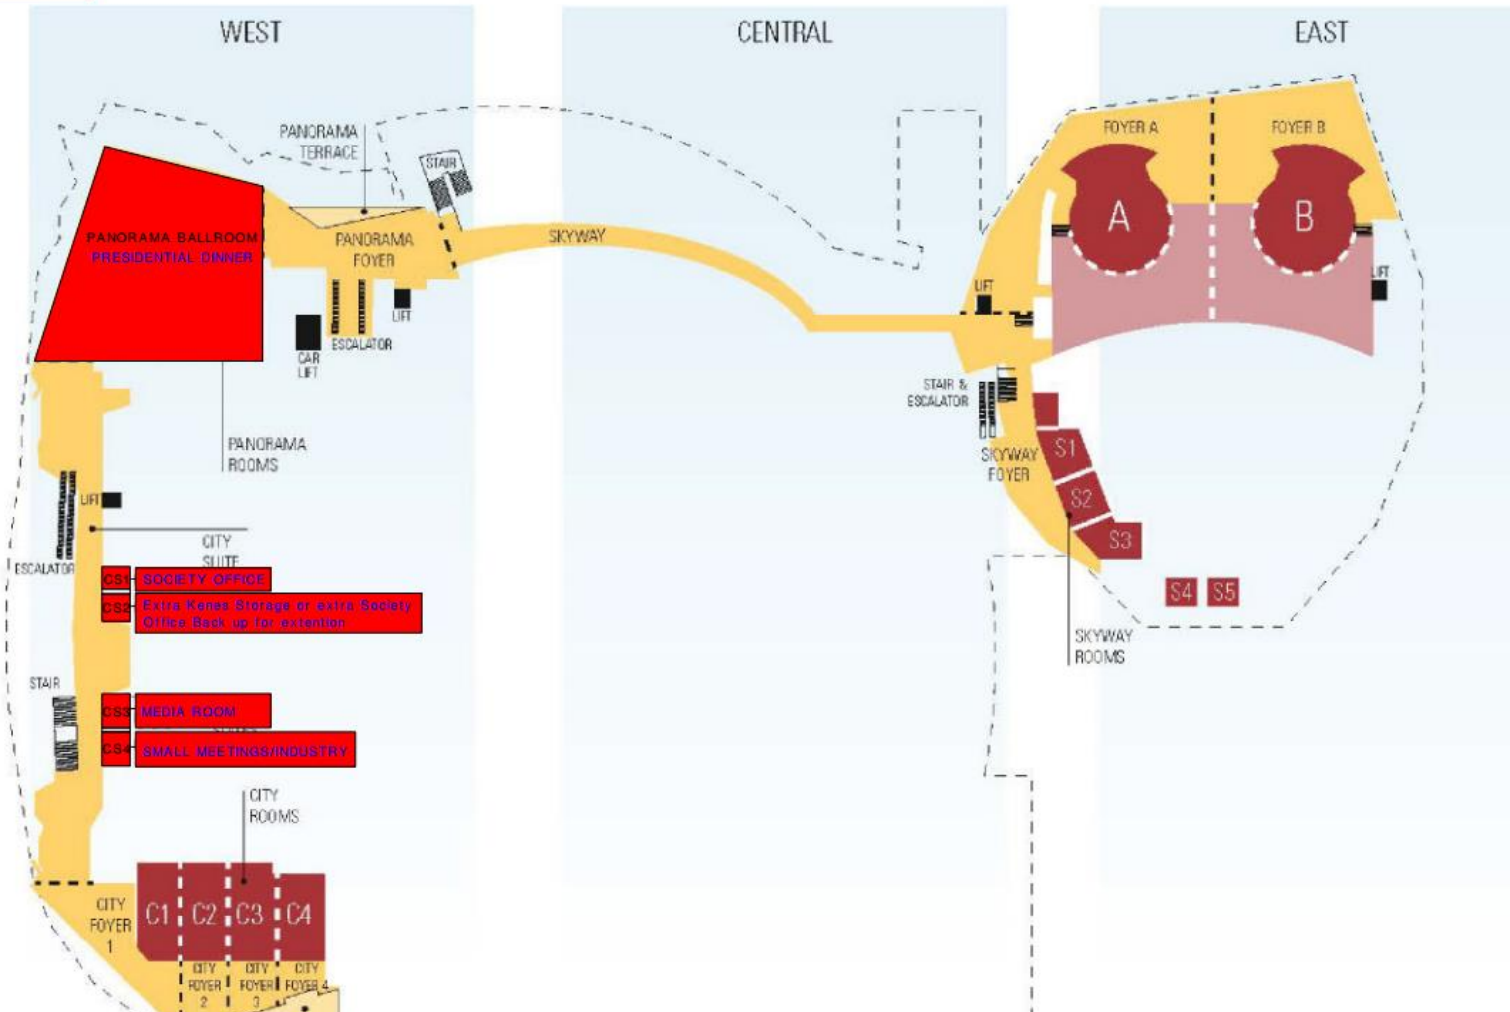 WEST
CENTRAL
EAST
PANORAMA
TERRACE
STAIR
FOYER A
FOYER B
A
B
PANORAMA BALLROOM
PRESIDENTIAL DINNER
PANORAMA
FOYER
SKYWAY
LIFT
LIFT
LIFT
ESCALATOR
CAR
LIFT
STAIR &
ESCALATOR
PANORAMA
ROOMS
SKYWAY
FOYER
S1
S2
S3
LIFT
CITY
SUITE
ESCALATOR
CS1
SOCIETY OFFICE
CS2
Extra Kenes Storage or extra Society
Office Back up for extention
S4
S5
SKYWAY
ROOMS
STAIR
CS3
MEDIA ROOM
CS4
SMALL MEETINGS/INDUSTRY
CITY
ROOMS
CITY
FOYER
1
C1
C2
C3
C4
CITY
FOYER
2
CITY
FOYER
3
CITY
FOYER 4